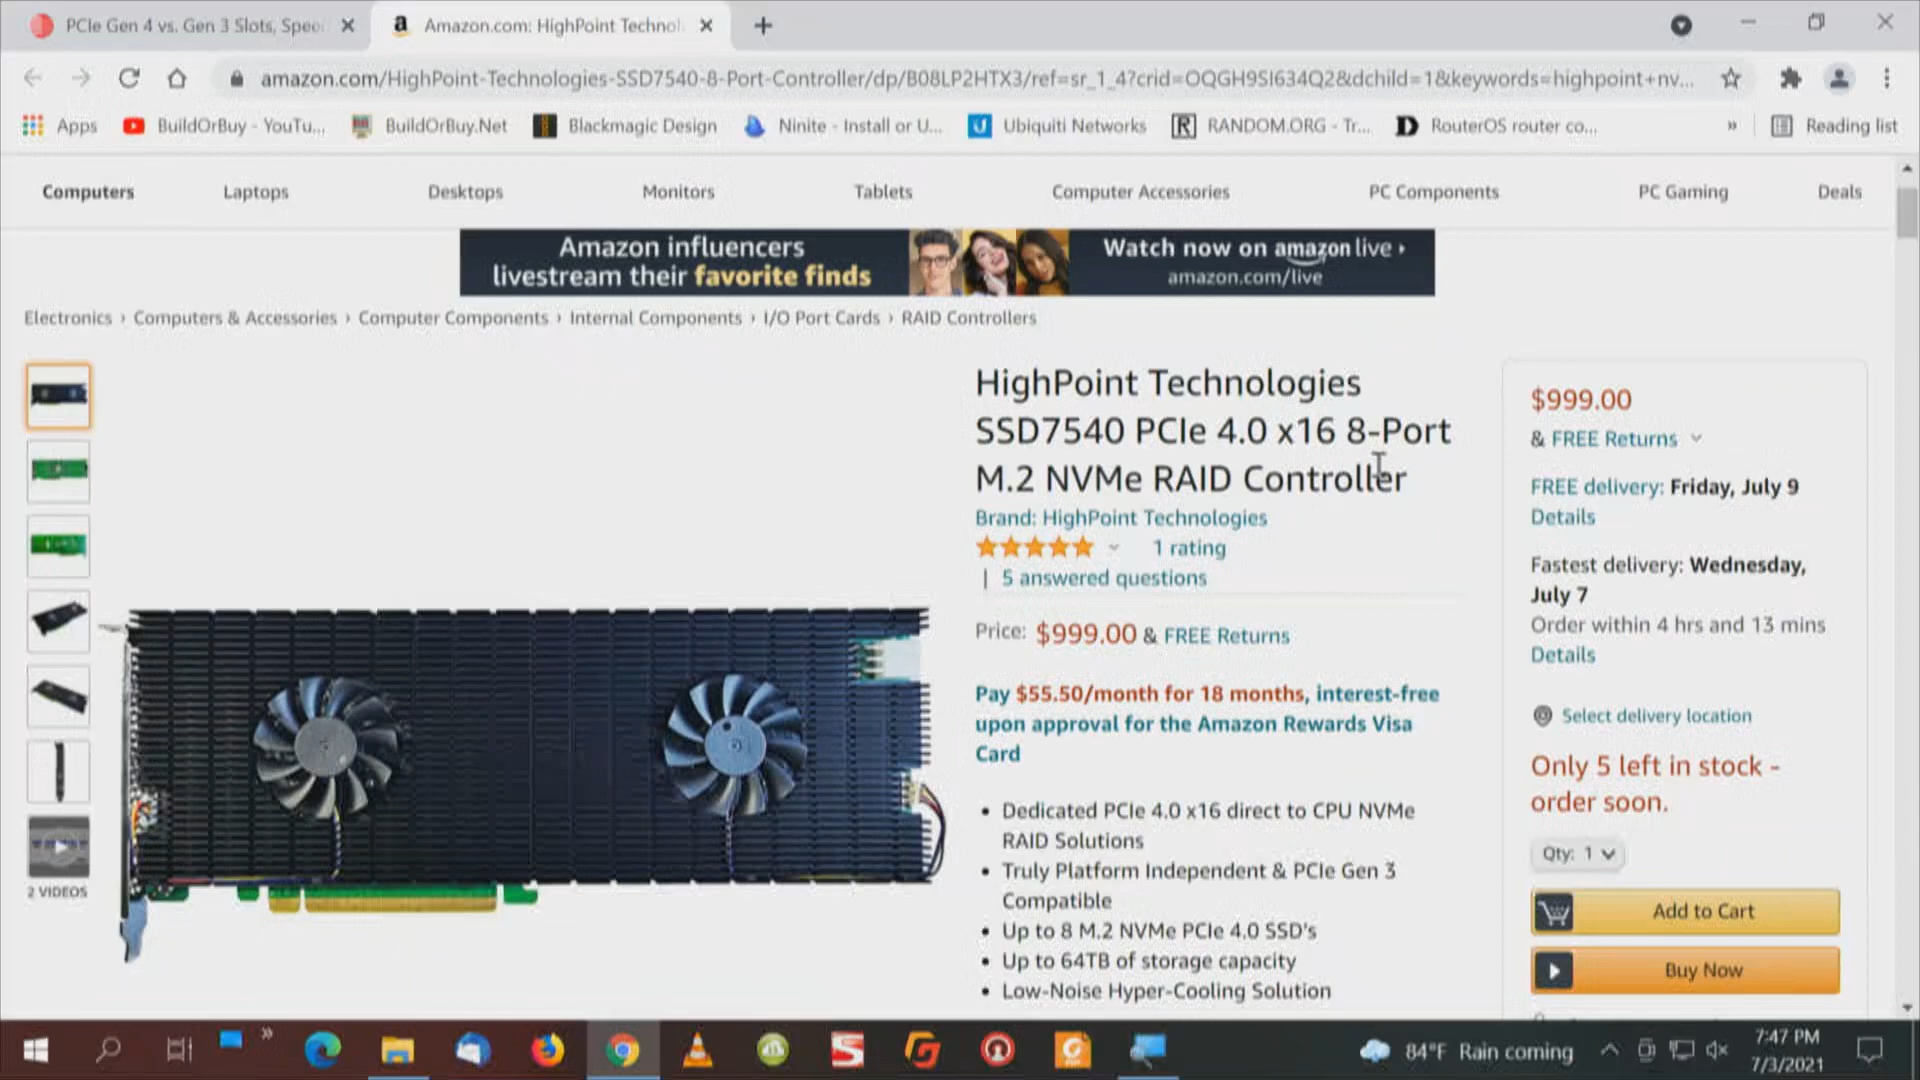 PCIe Gen 4 vs. Gen 3 Slots, Spee
Amazon.com: HighPoint Technol
amazon.com/HighPoint-Technologies-SSD7540-8-Port-Controller/dp/B08LP2HTX3/ref=sr_1_4?crid=OQGH9SI634Q2&dchild=1&keywords=highpoint+nv...
Apps
BuildOrBuy - YouTu...
BuildOrBuy.Net
Blackmagic Design
Ninite - Install or U...
Ubiquiti Networks
RANDOM.ORG - Tr...
RouterOS router co...
»
Reading list
Computers
Laptops
Desktops
Monitors
Tablets
Computer Accessories
PC Components
PC Gaming
Deals
Amazon influencers
livestream their favorite finds
Watch now on amazon live ›
amazon.com/live
Electronics › Computers & Accessories › Computer Components › Internal Components › I/O Port Cards › RAID Controllers
2 VIDEOS
HighPoint Technologies
SSD7540 PCIe 4.0 x16 8-Port
M.2 NVMe RAID Controller
Brand: HighPoint Technologies
1 rating
| 5 answered questions
Price: $999.00 & FREE Returns
Pay $55.50/month for 18 months, interest-free
upon approval for the Amazon Rewards Visa
Card
• Dedicated PCIe 4.0 x16 direct to CPU NVMe
RAID Solutions
• Truly Platform Independent & PCIe Gen 3
Compatible
• Up to 8 M.2 NVMe PCIe 4.0 SSD's
• Up to 64TB of storage capacity
• Low-Noise Hyper-Cooling Solution
$999.00
& FREE Returns
FREE delivery: Friday, July 9
Details
Fastest delivery: Wednesday,
July 7
Order within 4 hrs and 13 mins
Details
Select delivery location
Only 5 left in stock -
order soon.
Qty: 1
Add to Cart
Buy Now
84°F Rain coming
7:47 PM
7/3/2021